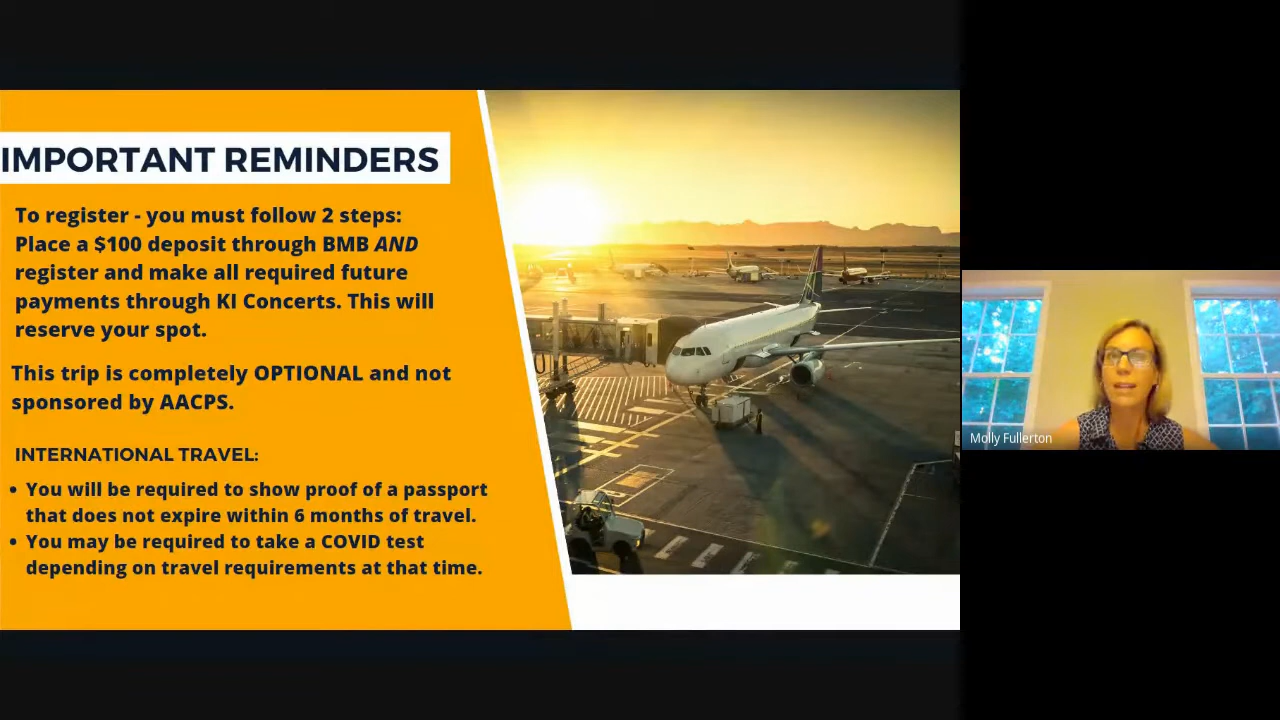 IMPORTANT REMINDERS
To register - you must follow 2 steps:
Place a $100 deposit through BMB AND
register and make all required future
payments through KI Concerts. This will
reserve your spot.
This trip is completely OPTIONAL and not
sponsored by AACPS.
INTERNATIONAL TRAVEL:
• You will be required to show proof of a passport
that does not expire within 6 months of travel.
• You may be required to take a COVID test
depending on travel requirements at that time.
Molly Fullerton